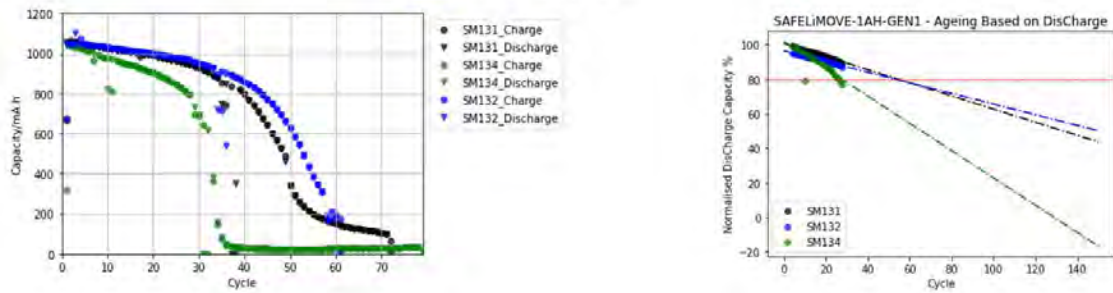 1200
1000
800
600
400
200
0
Capacity/mA.h
0 10 20 30 40 50 60 70
Cycle
SM131_Charge
SM131_Discharge
SM134_Charge
SM134_Discharge
SM132_Charge
SM132_Discharge
SAFELiMOVE-1AH-GEN1 - Ageing Based on DisCharge
100
80
60
40
20
0
−20
Normalised DisCharge Capacity %
SM131
SM132
SM134
0 20 40 60 80 100 120 140
Cycle